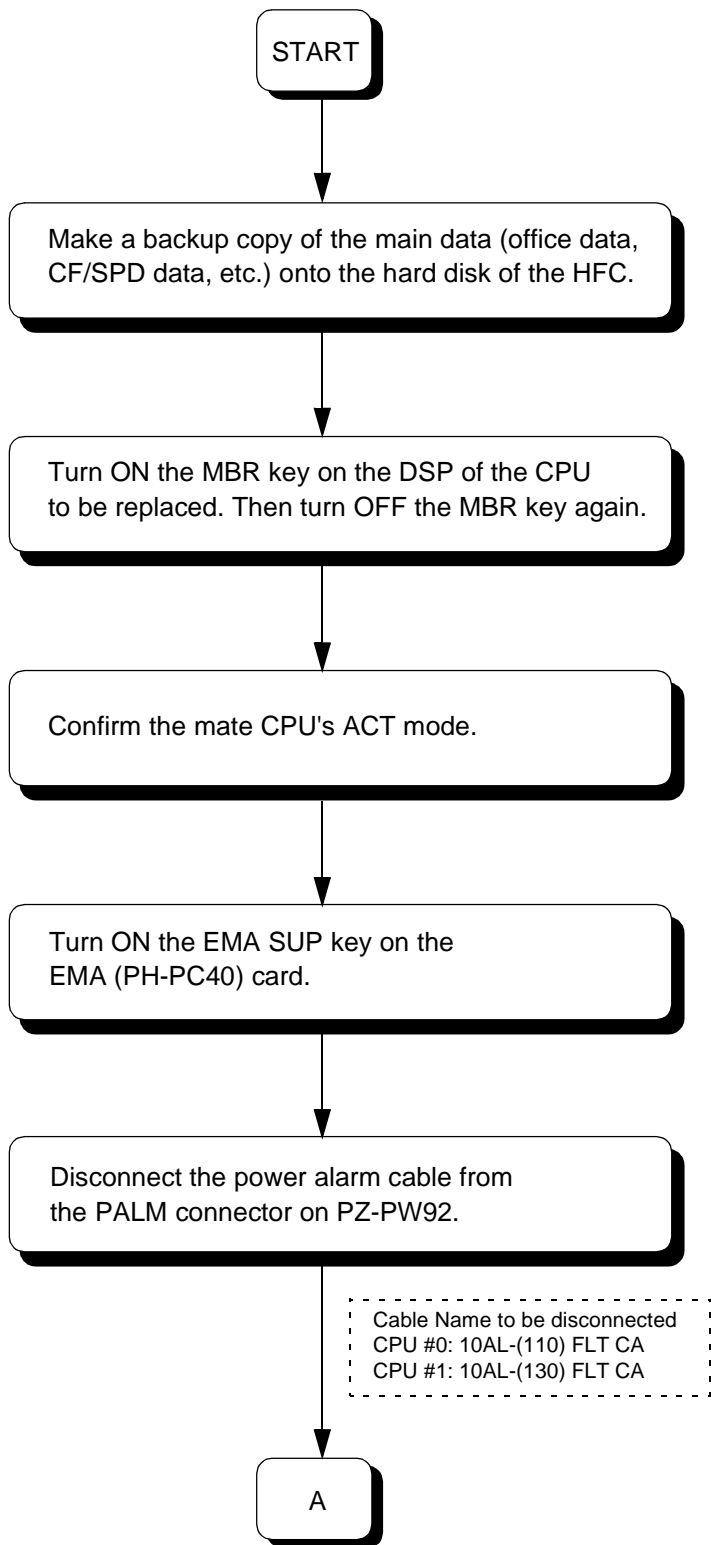 START
Make a backup copy of the main data (office data,
CF/SPD data, etc.) onto the hard disk of the HFC.
Turn ON the MBR key on the DSP of the CPU
to be replaced. Then turn OFF the MBR key again.
Confirm the mate CPU's ACT mode.
Turn ON the EMA SUP key on the
EMA (PH-PC40) card.
Disconnect the power alarm cable from
the PALM connector on PZ-PW92.
Cable Name to be disconnected
CPU #0: 10AL-(110) FLT CA
CPU #1: 10AL-(130) FLT CA
A